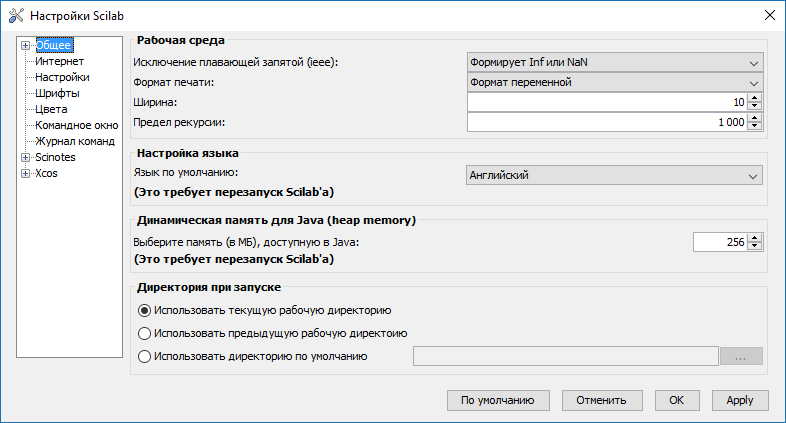 Настройки Scilab
Общее
Интернет
Настройки
Шрифты
Цвета
Командное окно
Журнал команд
Scinotes
Xcos
Рабочая среда
Исключение плавающей запятой (ieee): Формирует Inf или NaN
Формат печати: Формат переменной
Ширина: 10
Предел рекурсии: 1 000
Настройка языка
Язык по умолчанию: Английский
(Это требует перезапуск Scilab'а)
Динамическая память для Java (heap memory)
Выберите память (в МБ), доступную в Java: 256
(Это требует перезапуск Scilab'а)
Директория при запуске
Использовать текущую рабочую директорию
Использовать предыдущую рабочую директоию
Использовать директорию по умолчанию ...
По умолчанию Отменить OK Apply